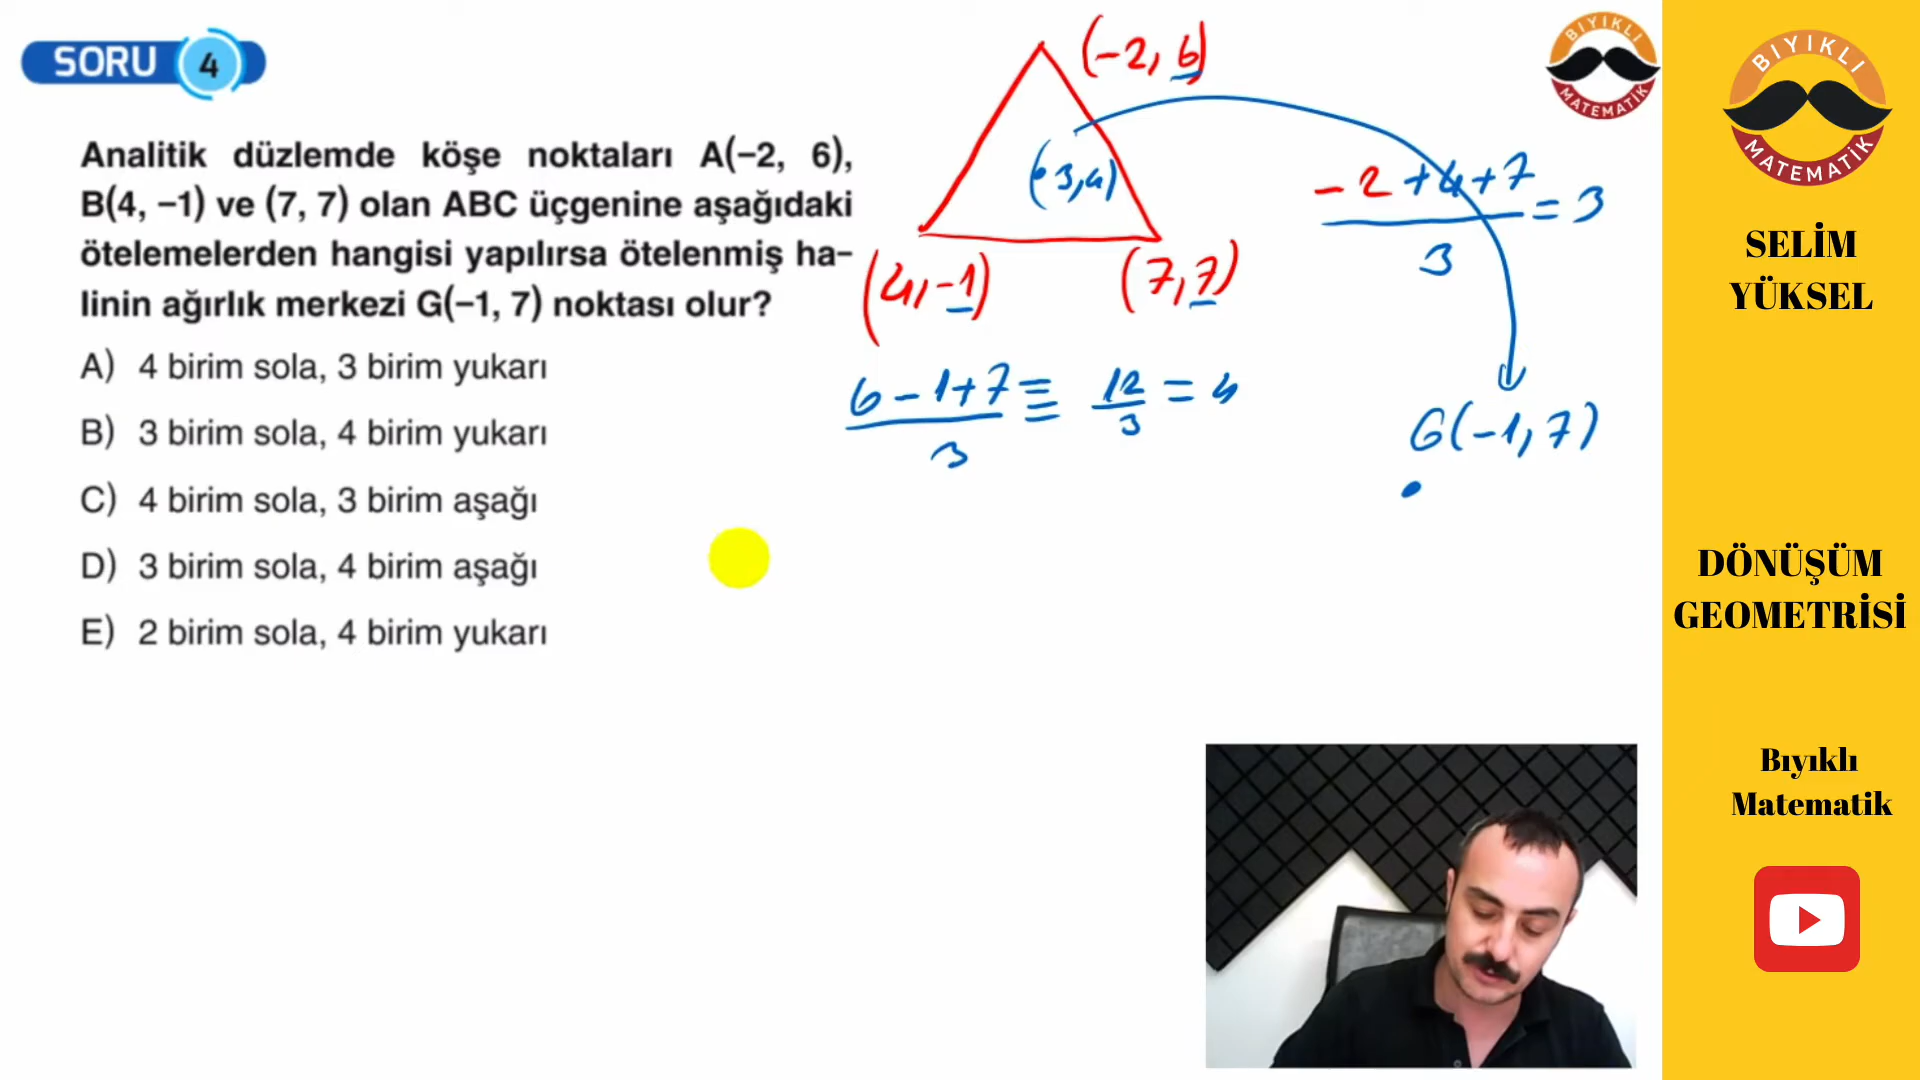 SORU 4
Analitik düzlemde köşe noktaları A(−2, 6),
B(4, −1) ve (7, 7) olan ABC üçgenine aşağıdaki
ötelemelerden hangisi yapılırsa ötelenmiş ha-
linin ağırlık merkezi G(−1, 7) noktası olur?
A) 4 birim sola, 3 birim yukarı
B) 3 birim sola, 4 birim yukarı
C) 4 birim sola, 3 birim aşağı
D) 3 birim sola, 4 birim aşağı
E) 2 birim sola, 4 birim yukarı
(-2, 6)
(3,4)
(4,-1)
(7,7)
-2+4+7
= 3
3
6-1+7
12
= 4
3
3
G(-1,7)
BIYIKLI
MATEMATİK
BIYIKLI
MATEMATİK
SELİM
YÜKSEL
DÖNÜŞÜM
GEOMETRİSİ
Bıyıklı
Matematik